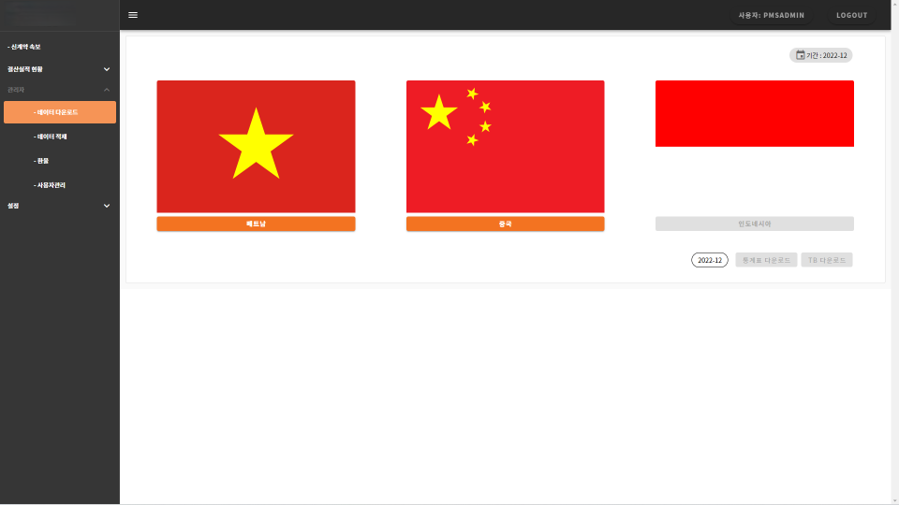 사용자: PMSADMIN
LOGOUT
- 신계약 속보
결산실적 현황
관리자
- 데이터 다운로드
- 데이터 적재
- 환율
- 사용자관리
설정
기간 : 2022-12
베트남
중국
인도네시아
2022-12
통계표 다운로드
TB 다운로드